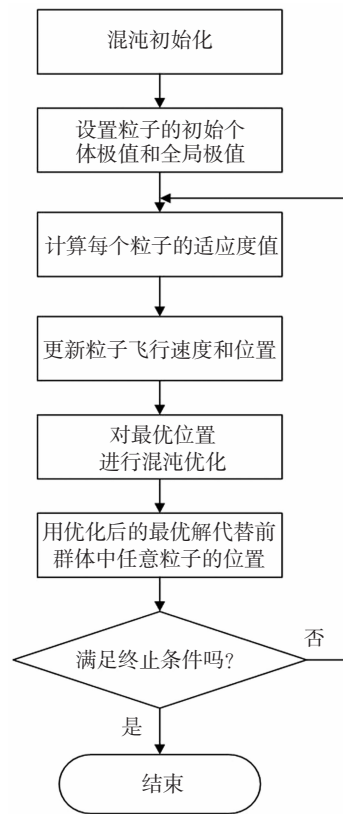 混沌初始化
设置粒子的初始个
体极值和全局极值
计算每个粒子的适应度值
更新粒子飞行速度和位置
对最优位置
进行混沌优化
用优化后的最优解代替前
群体中任意粒子的位置
满足终止条件吗?
否
是
结束